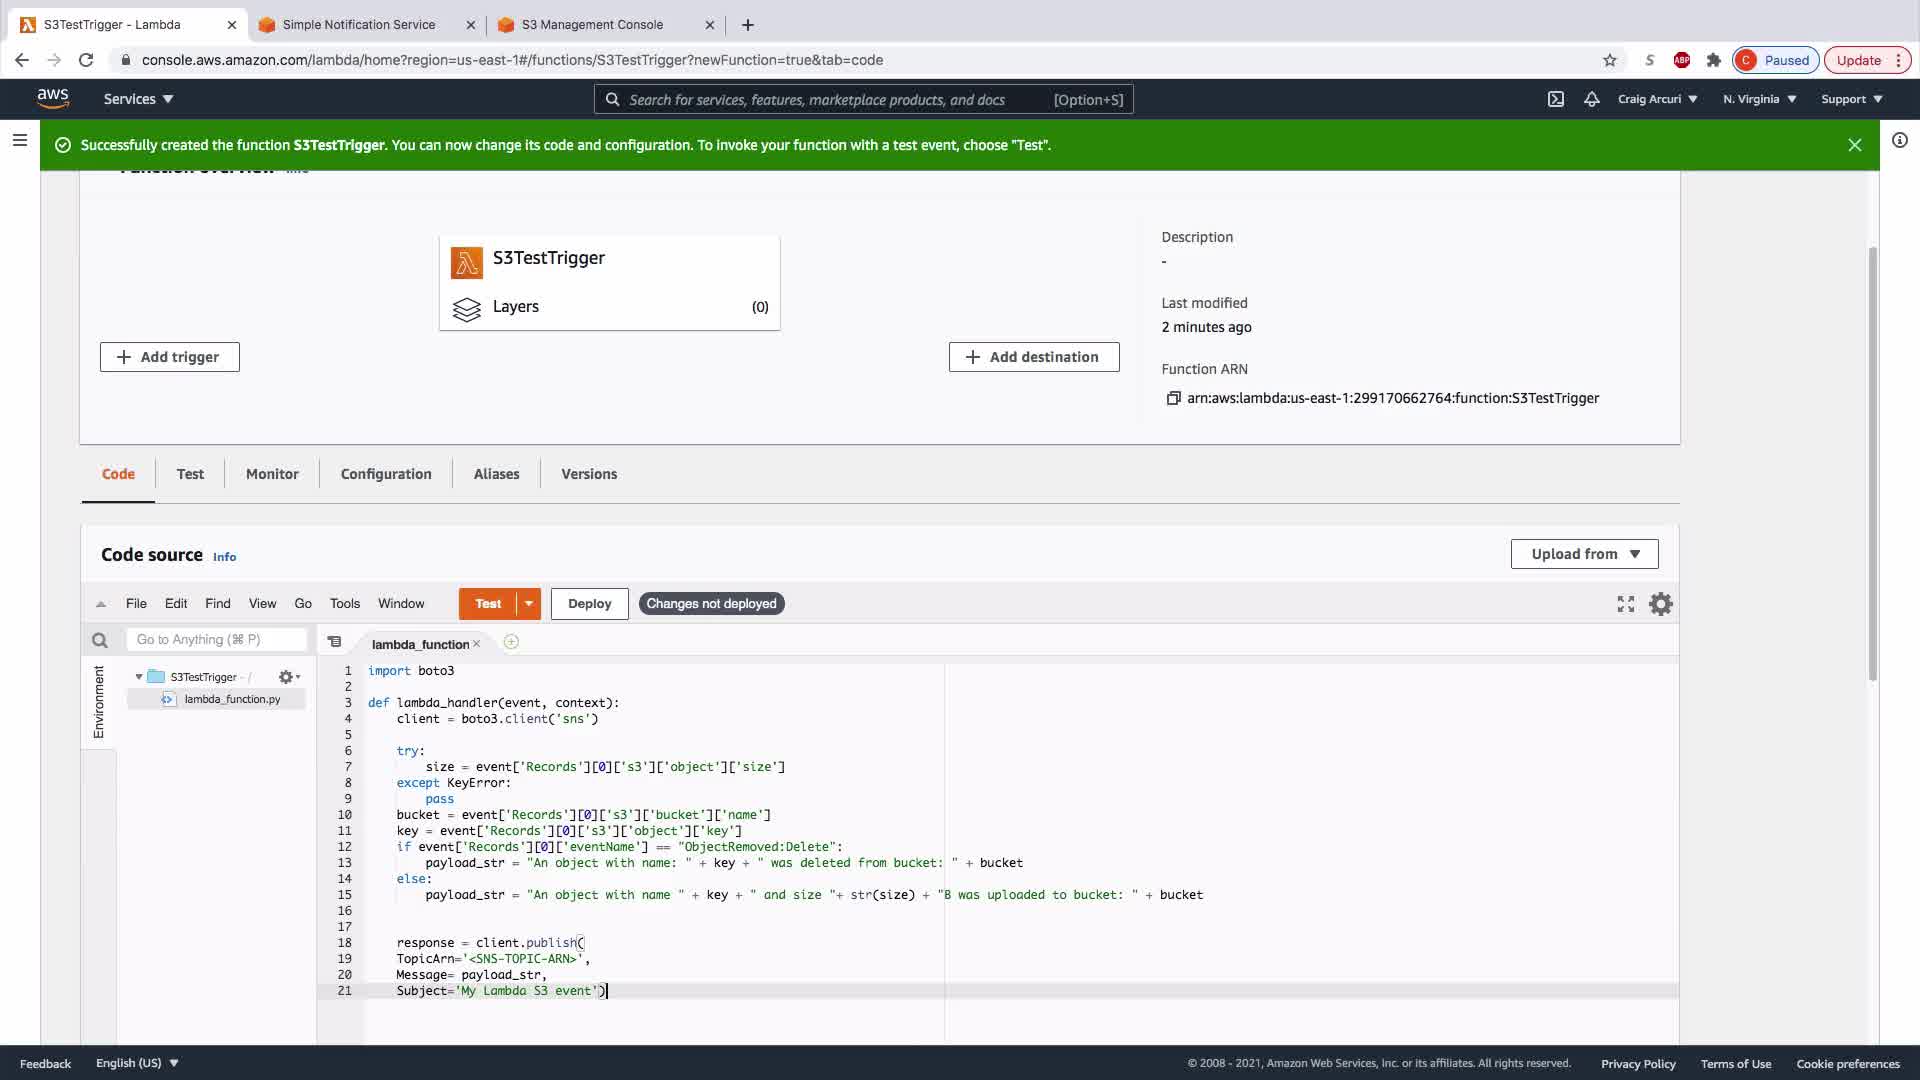 S3TestTrigger - Lambda
Simple Notification Service
S3 Management Console
console.aws.amazon.com/lambda/home?region=us-east-1#/functions/S3TestTrigger?newFunction=true&tab=code
S
ABP
C
Paused
Update
aws
Services
Search for services, features, marketplace products, and docs
[Option+S]
Craig Arcuri
N. Virginia
Support
Successfully created the function S3TestTrigger. You can now change its code and configuration. To invoke your function with a test event, choose "Test".
Function overview Info
S3TestTrigger
Layers
(0)
+ Add trigger
+ Add destination
Description
-
Last modified
2 minutes ago
Function ARN
arn:aws:lambda:us-east-1:299170662764:function:S3TestTrigger
Code
Test
Monitor
Configuration
Aliases
Versions
Code source Info
Upload from
File Edit Find View Go Tools Window
Test
Deploy
Changes not deployed
Go to Anything (⌘ P)
lambda_function
Environment
S3TestTrigger - /
lambda_function.py
1 import boto3
2
3 def lambda_handler(event, context):
4 client = boto3.client('sns')
5
6 try:
7 size = event['Records'][0]['s3']['object']['size']
8 except KeyError:
9 pass
10 bucket = event['Records'][0]['s3']['bucket']['name']
11 key = event['Records'][0]['s3']['object']['key']
12 if event['Records'][0]['eventName'] == "ObjectRemoved:Delete":
13 payload_str = "An object with name: " + key + " was deleted from bucket: " + bucket
14 else:
15 payload_str = "An object with name " + key + " and size "+ str(size) + "B was uploaded to bucket: " + bucket
16
17
18 response = client.publish(
19 TopicArn='<SNS-TOPIC-ARN>',
20 Message= payload_str,
21 Subject='My Lambda S3 event')
Feedback
English (US)
© 2008 - 2021, Amazon Web Services, Inc. or its affiliates. All rights reserved.
Privacy Policy
Terms of Use
Cookie preferences